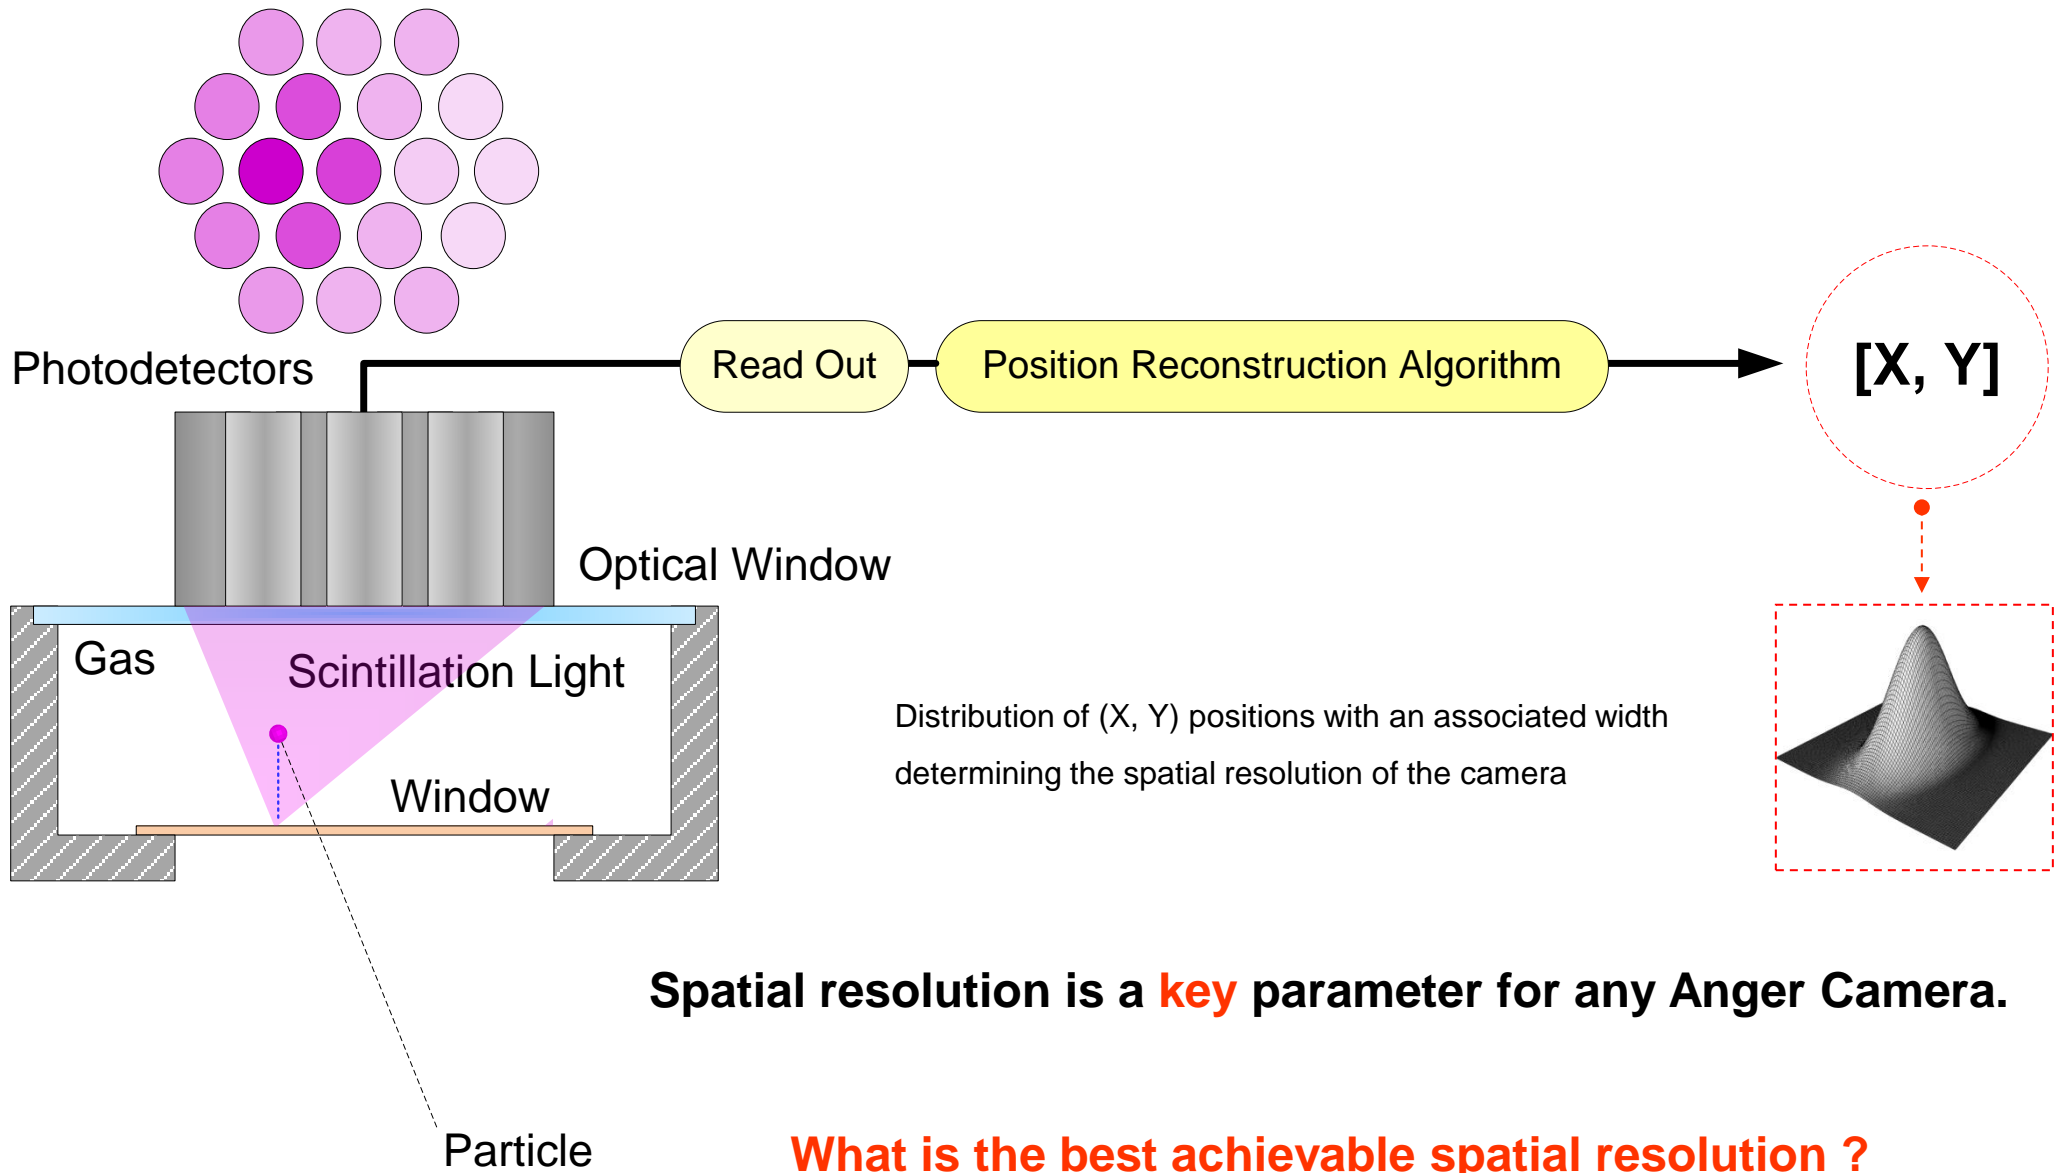 Photodetectors
Read Out
Position Reconstruction Algorithm
[X, Y]
Optical Window
Gas
Scintillation Light
Window
Distribution of (X, Y) positions with an associated width
determining the spatial resolution of the camera
Spatial resolution is a key parameter for any Anger Camera.
Particle
What is the best achievable spatial resolution ?